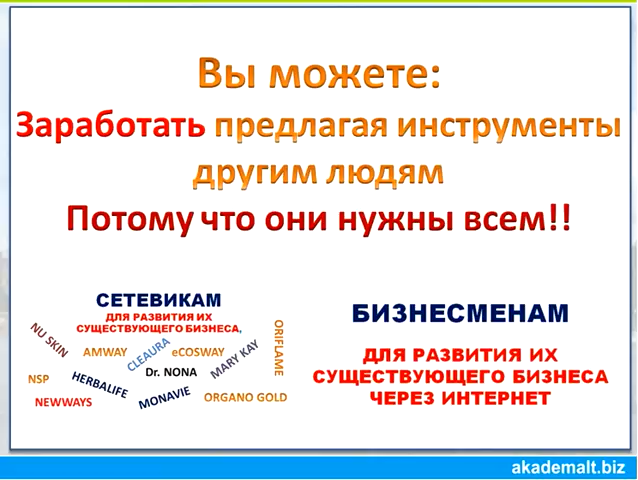 Вы можете:
Заработать предлагая инструменты
другим людям
Потому что они нужны всем!!
СЕТЕВИКАМ
ДЛЯ РАЗВИТИЯ ИХ
СУЩЕСТВУЮЩЕГО БИЗНЕСА,
NU SKIN
AMWAY
CLEAURA
eCOSWAY
MARY KAY
ORIFLAME
NSP
HERBALIFE
Dr. NONA
NEWWAYS
MONAVIE
ORGANO GOLD
БИЗНЕСМЕНАМ
ДЛЯ РАЗВИТИЯ ИХ
СУЩЕСТВУЮЩЕГО БИЗНЕСА
ЧЕРЕЗ ИНТЕРНЕТ
akademalt.biz